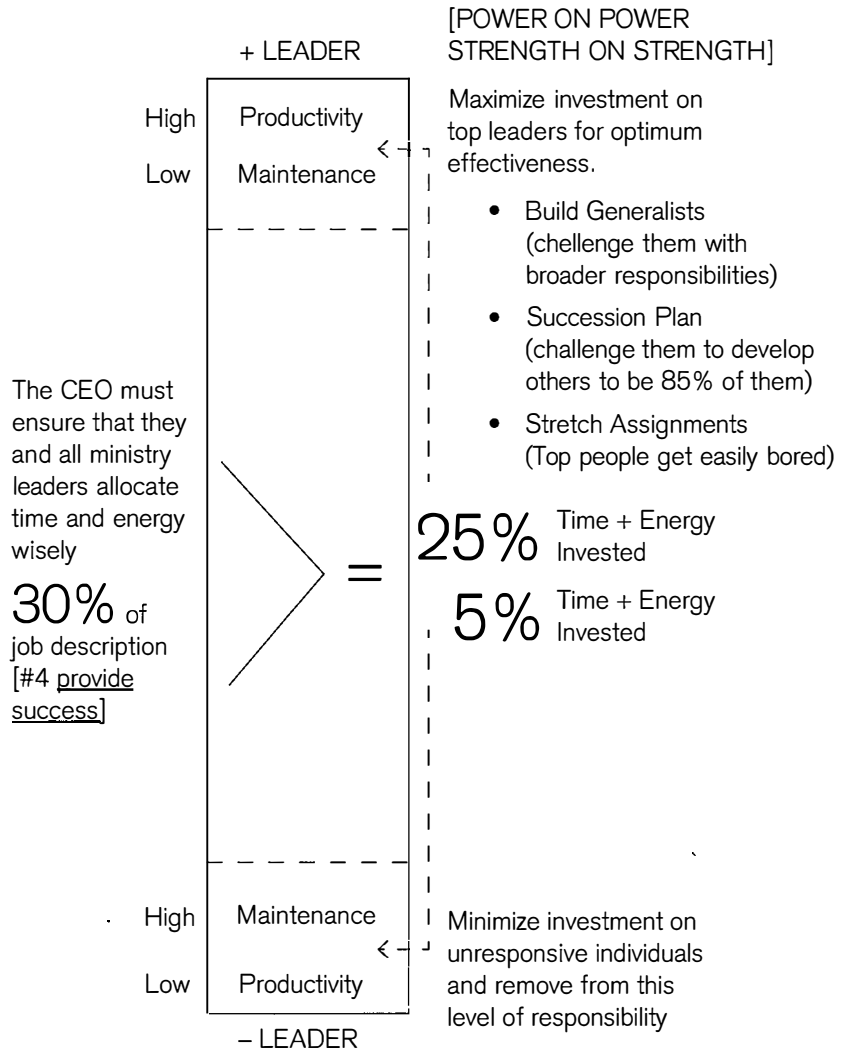 + LEADER
High Productivity
Low Maintenance
[POWER ON POWER
STRENGTH ON STRENGTH]
Maximize investment on
top leaders for optimum
effectiveness.
• Build Generalists
(chellenge them with
broader responsibilities)
• Succession Plan
(challenge them to develop
others to be 85% of them)
• Stretch Assignments
(Top people get easily bored)
The CEO must
ensure that they
and all ministry
leaders allocate
time and energy
wisely
30% of
job description
[#4 provide
success]
=
25% Time + Energy
Invested
5% Time + Energy
Invested
High Maintenance
Low Productivity
– LEADER
Minimize investment on
unresponsive individuals
and remove from this
level of responsibility